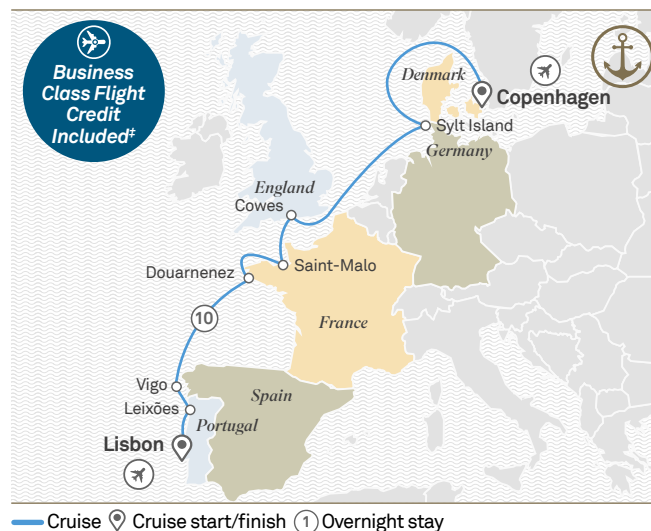 Business
Class Flight
Credit
Included‡
Denmark
Copenhagen
Sylt Island
Germany
England
Cowes
Saint-Malo
Douarnenez
10
France
Vigo
Spain
Leixões
Portugal
Lisbon
Cruise Cruise start/finish 1 Overnight stay